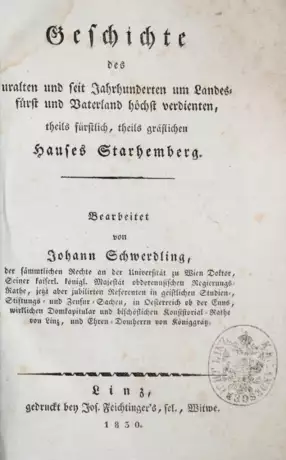 Geschichte
des
uralten und seit Jahrhunderten um Landes-
fürst und Vaterland höchst verdienten,
theils fürstlich, theils gräflichen
Hauses Starhemberg.
Bearbeitet
von
Johann Schwerdling,
der sämmtlichen Rechte an der Universität zu Wien Doktor,
Seiner kaiserl. königl. Majestät obderennsischen Regierungs-
Rathe, jetzt aber jubilirten Referenten in geistlichen Studien-,
Stiftungs- und Zensur-Sachen, in Oesterreich ob der Enns,
wirklichen Domkapitular und bischöflichen Konsistorial-Rathe
von Linz, und Ehren-Domherrn von Königgrätz.
Linz,
gedruckt bey Jos. Feichtinger's, sel., Witwe.
1830.